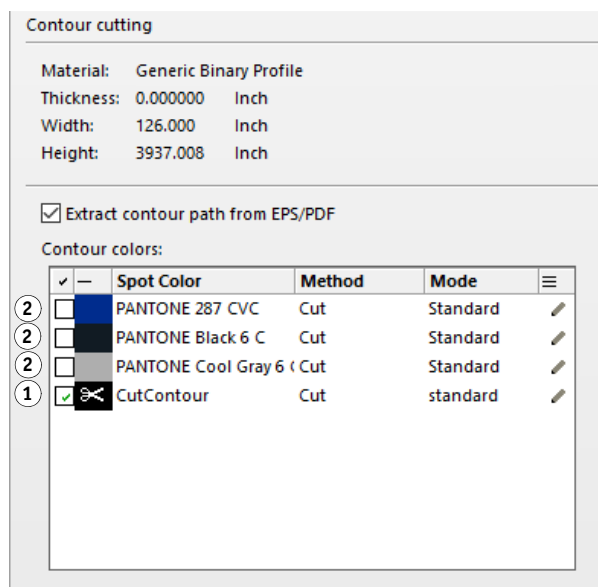 Contour cutting
Material: Generic Binary Profile
Thickness: 0.000000 Inch
Width: 126.000 Inch
Height: 3937.008 Inch
Extract contour path from EPS/PDF
Contour colors:
Spot Color Method Mode
2 PANTONE 287 CVC Cut Standard
2 PANTONE Black 6 C Cut Standard
2 PANTONE Cool Gray 6 ( Cut Standard
1 CutContour Cut standard